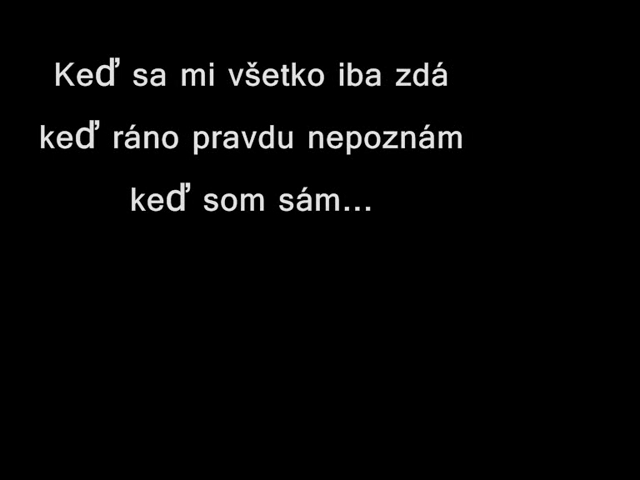 Keď sa mi všetko iba zdá
keď ráno pravdu nepoznám
keď som sám...